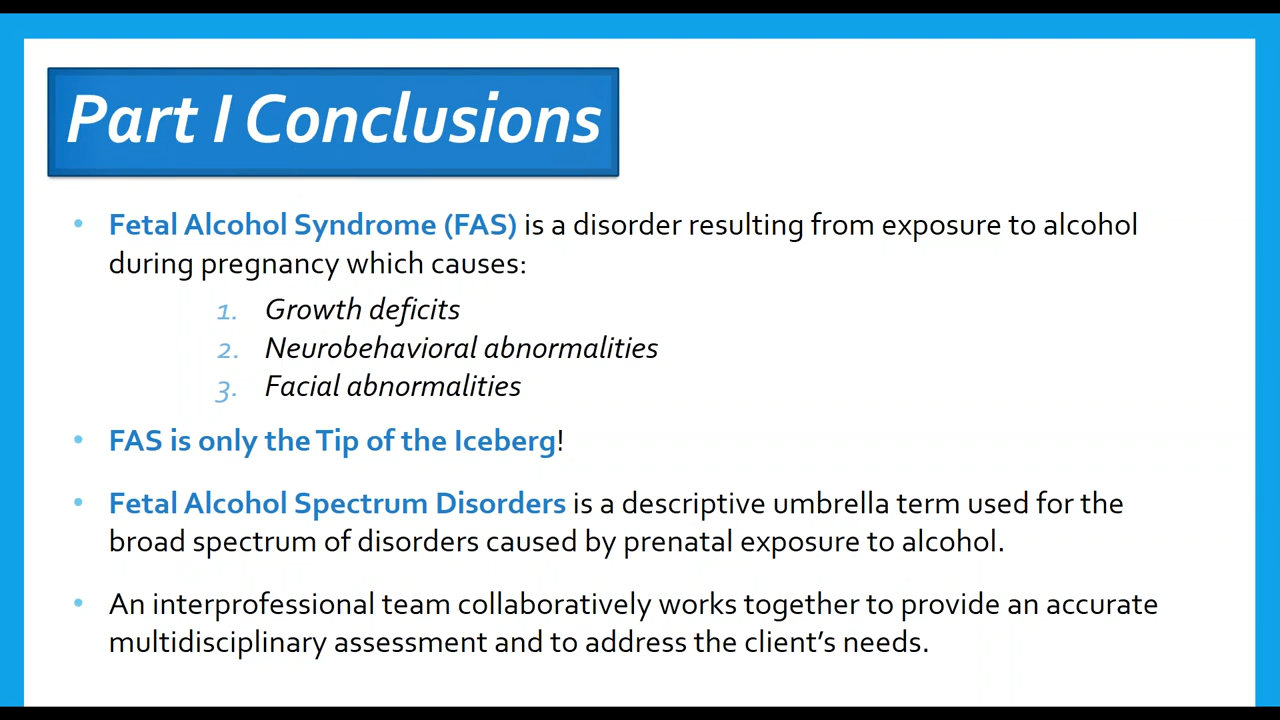 Part I Conclusions
• Fetal Alcohol Syndrome (FAS) is a disorder resulting from exposure to alcohol
during pregnancy which causes:
1. Growth deficits
2. Neurobehavioral abnormalities
3. Facial abnormalities
• FAS is only the Tip of the Iceberg!
• Fetal Alcohol Spectrum Disorders is a descriptive umbrella term used for the
broad spectrum of disorders caused by prenatal exposure to alcohol.
• An interprofessional team collaboratively works together to provide an accurate
multidisciplinary assessment and to address the client’s needs.